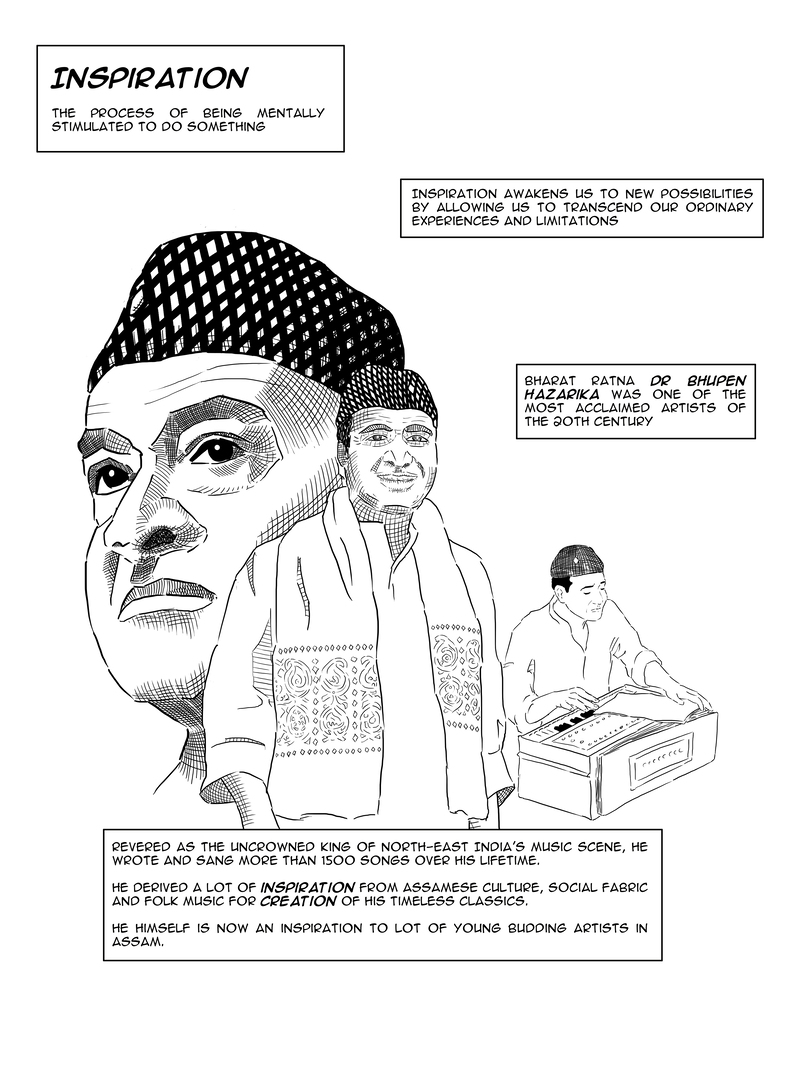 INSPIRATION
THE PROCESS OF BEING MENTALLY
STIMULATED TO DO SOMETHING
INSPIRATION AWAKENS US TO NEW POSSIBILITIES
BY ALLOWING US TO TRANSCEND OUR ORDINARY
EXPERIENCES AND LIMITATIONS
BHARAT RATNA DR BHUPEN
HAZARIKA WAS ONE OF THE
MOST ACCLAIMED ARTISTS OF
THE 20TH CENTURY
REVERED AS THE UNCROWNED KING OF NORTH-EAST INDIA'S MUSIC SCENE, HE
WROTE AND SANG MORE THAN 1500 SONGS OVER HIS LIFETIME.
HE DERIVED A LOT OF INSPIRATION FROM ASSAMESE CULTURE, SOCIAL FABRIC
AND FOLK MUSIC FOR CREATION OF HIS TIMELESS CLASSICS.
HE HIMSELF IS NOW AN INSPIRATION TO LOT OF YOUNG BUDDING ARTISTS IN
ASSAM.